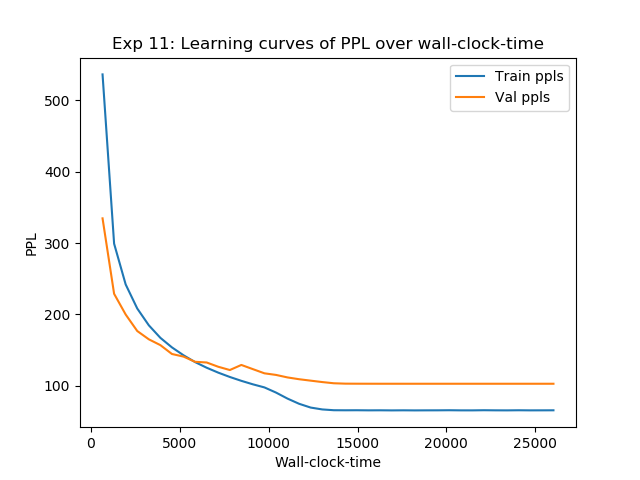 Exp 11: Learning curves of PPL over wall-clock-time
Train ppls
Val ppls
500
400
300
200
100
PPL
0 5000 10000 15000 20000 25000
Wall-clock-time